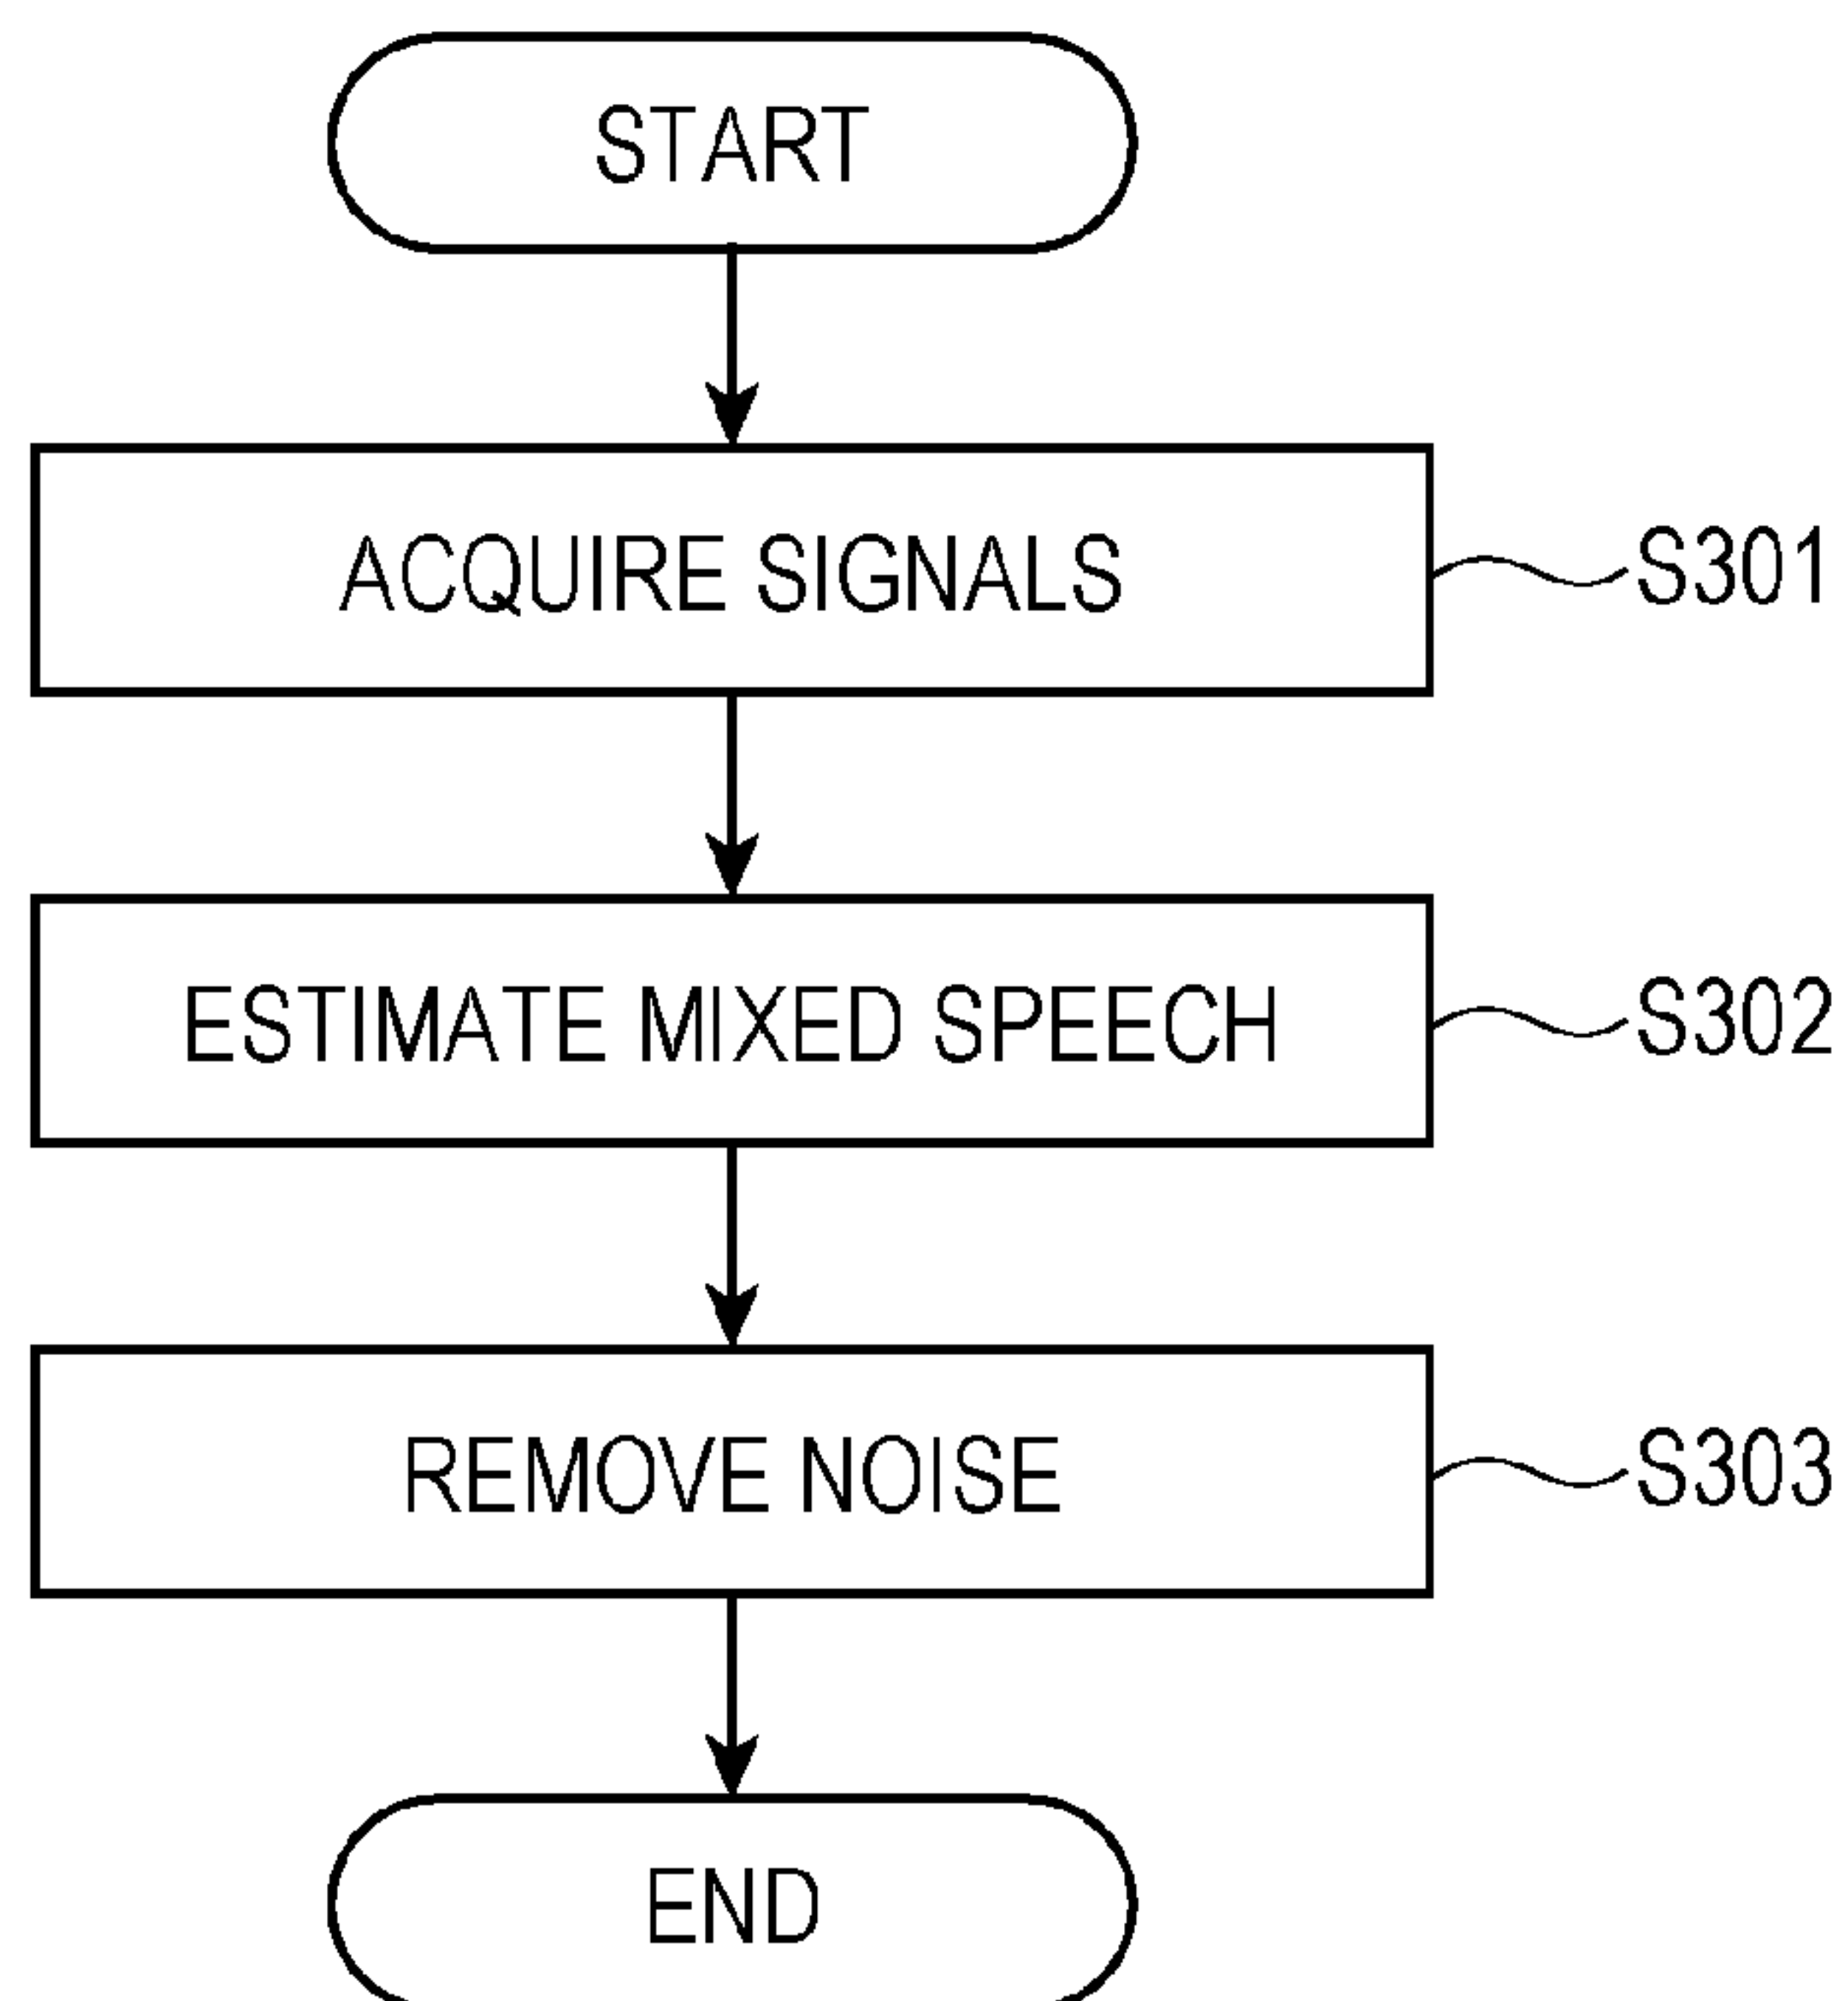 START
ACQUIRE SIGNALS
S301
ESTIMATE MIXED SPEECH
S302
REMOVE NOISE
S303
END